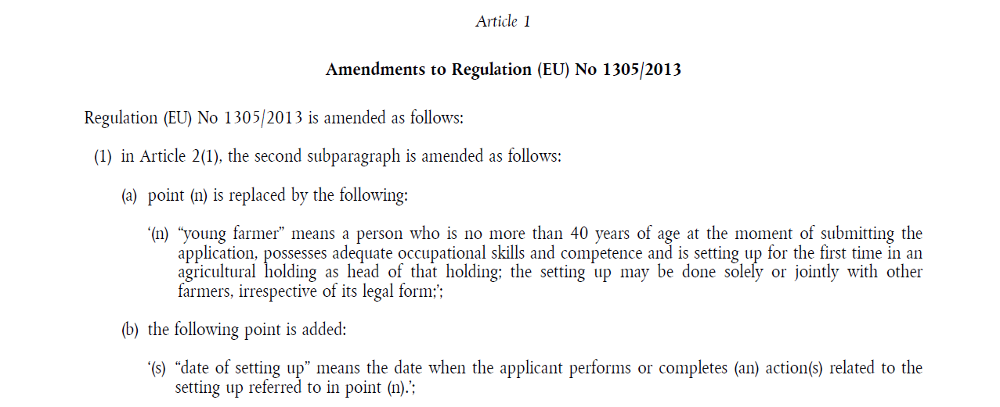 Article 1
Amendments to Regulation (EU) No 1305/2013
Regulation (EU) No 1305/2013 is amended as follows:
(1) in Article 2(1), the second subparagraph is amended as follows:
(a) point (n) is replaced by the following:
‘(n) “young farmer” means a person who is no more than 40 years of age at the moment of submitting the
application, possesses adequate occupational skills and competence and is setting up for the first time in an
agricultural holding as head of that holding; the setting up may be done solely or jointly with other
farmers, irrespective of its legal form;’;
(b) the following point is added:
‘(s) “date of setting up” means the date when the applicant performs or completes (an) action(s) related to the
setting up referred to in point (n).’;